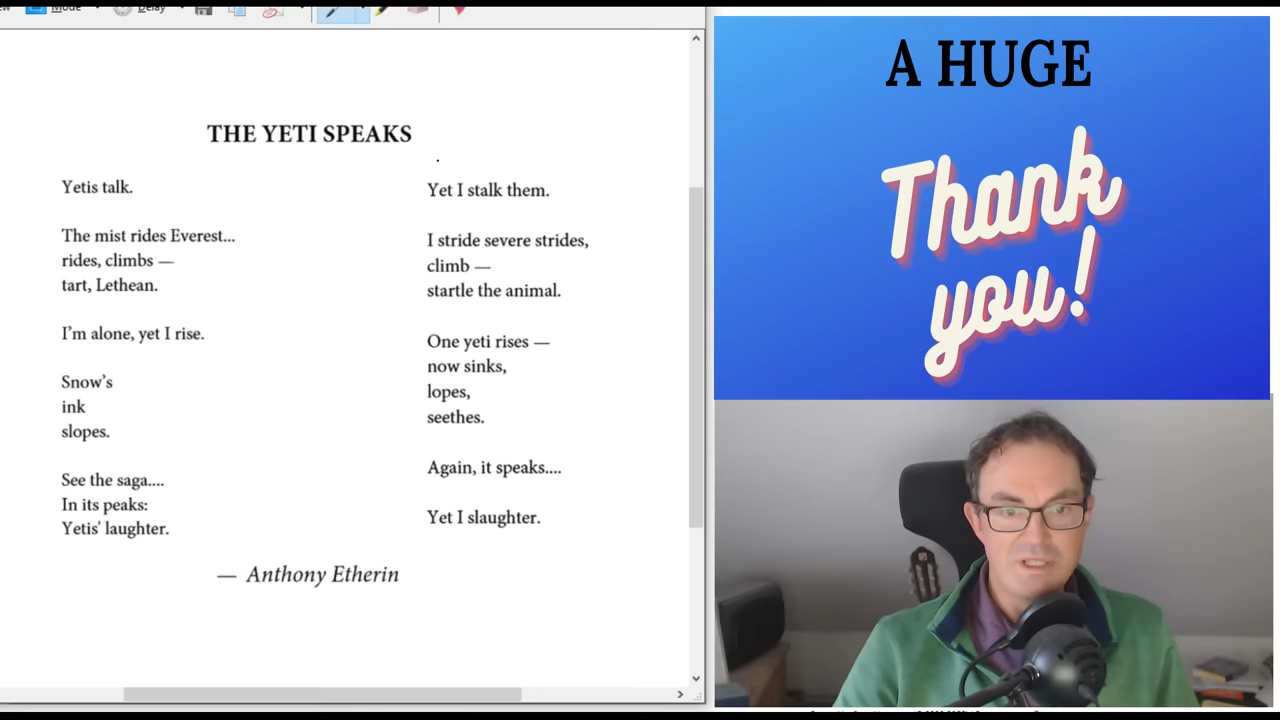 Mode
Delay
THE YETI SPEAKS
Yetis talk.
The mist rides Everest...
rides, climbs —
tart, Lethean.
I'm alone, yet I rise.
Snow's
ink
slopes.
See the saga....
In its peaks:
Yetis' laughter.
Yet I stalk them.
I stride severe strides,
climb —
startle the animal.
One yeti rises —
now sinks,
lopes,
seethes.
Again, it speaks....
Yet I slaughter.
— Anthony Etherin
A HUGE
Thank
you!